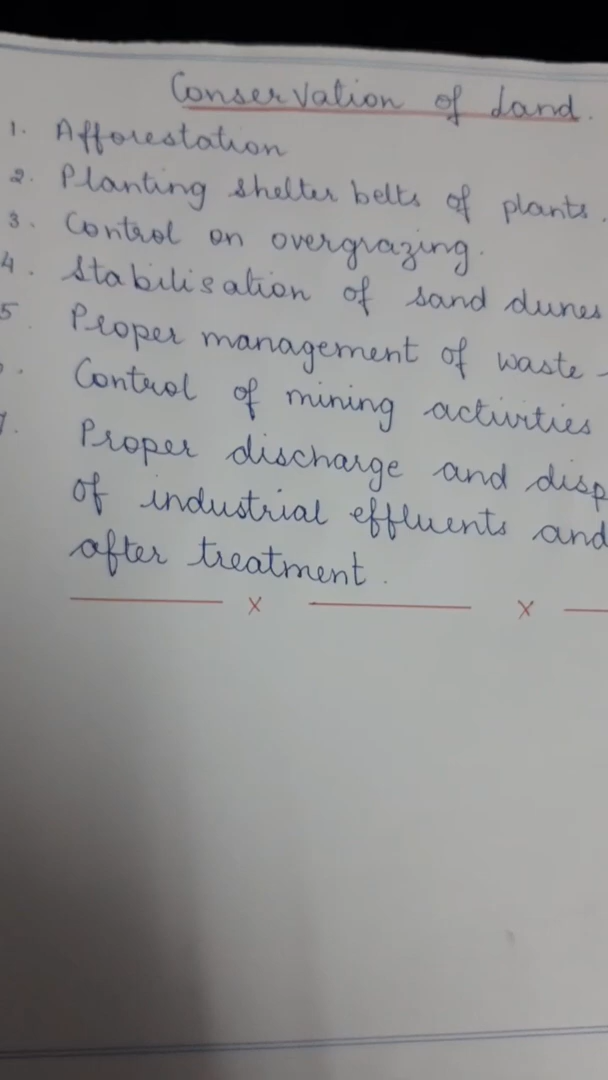 Conservation of Land.
1. Afforestation
2. Planting shelter belts of plants.
3. Control on overgrazing.
4. Stabilisation of sand dunes
5. Proper management of waste
Control of mining activities
7. Proper discharge and disp
of industrial effluents and
after treatment.
x x